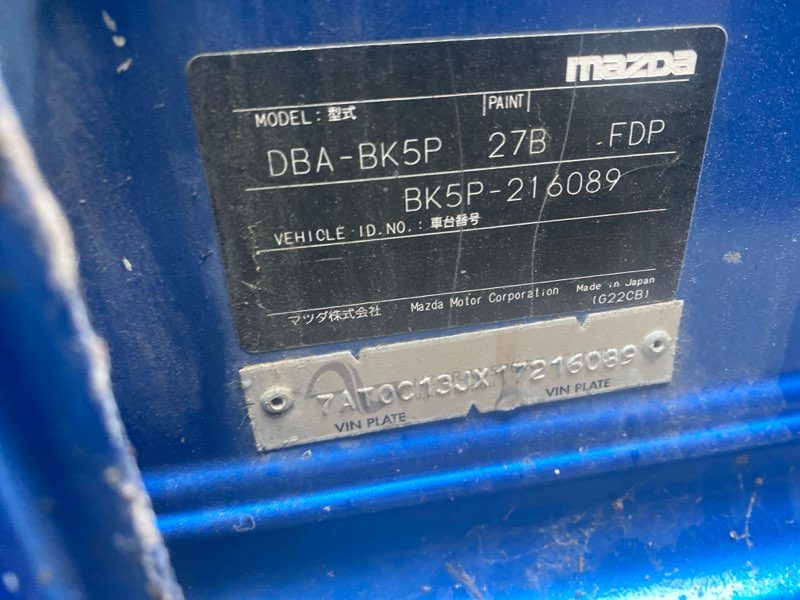 mazda
MODEL: 型式 PAINT
DBA-BK5P 27B FDP
BK5P-216089
VEHICLE ID.NO.: 車台番号
マツダ株式会社 Mazda Motor Corporation Made in Japan
(G22CB)
7AT0C13JX17216089
VIN PLATE VIN PLATE